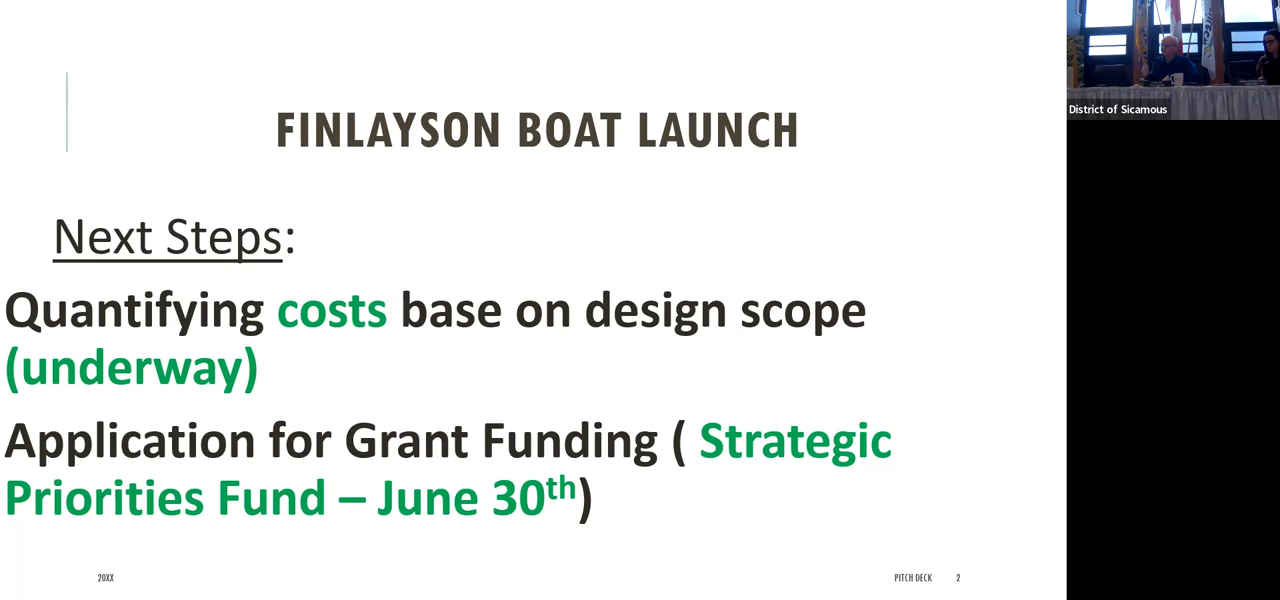 FINLAYSON BOAT LAUNCH
Next Steps:
Quantifying costs base on design scope
(underway)
Application for Grant Funding ( Strategic
Priorities Fund – June 30th)
20XX
PITCH DECK 2
District of Sicamous